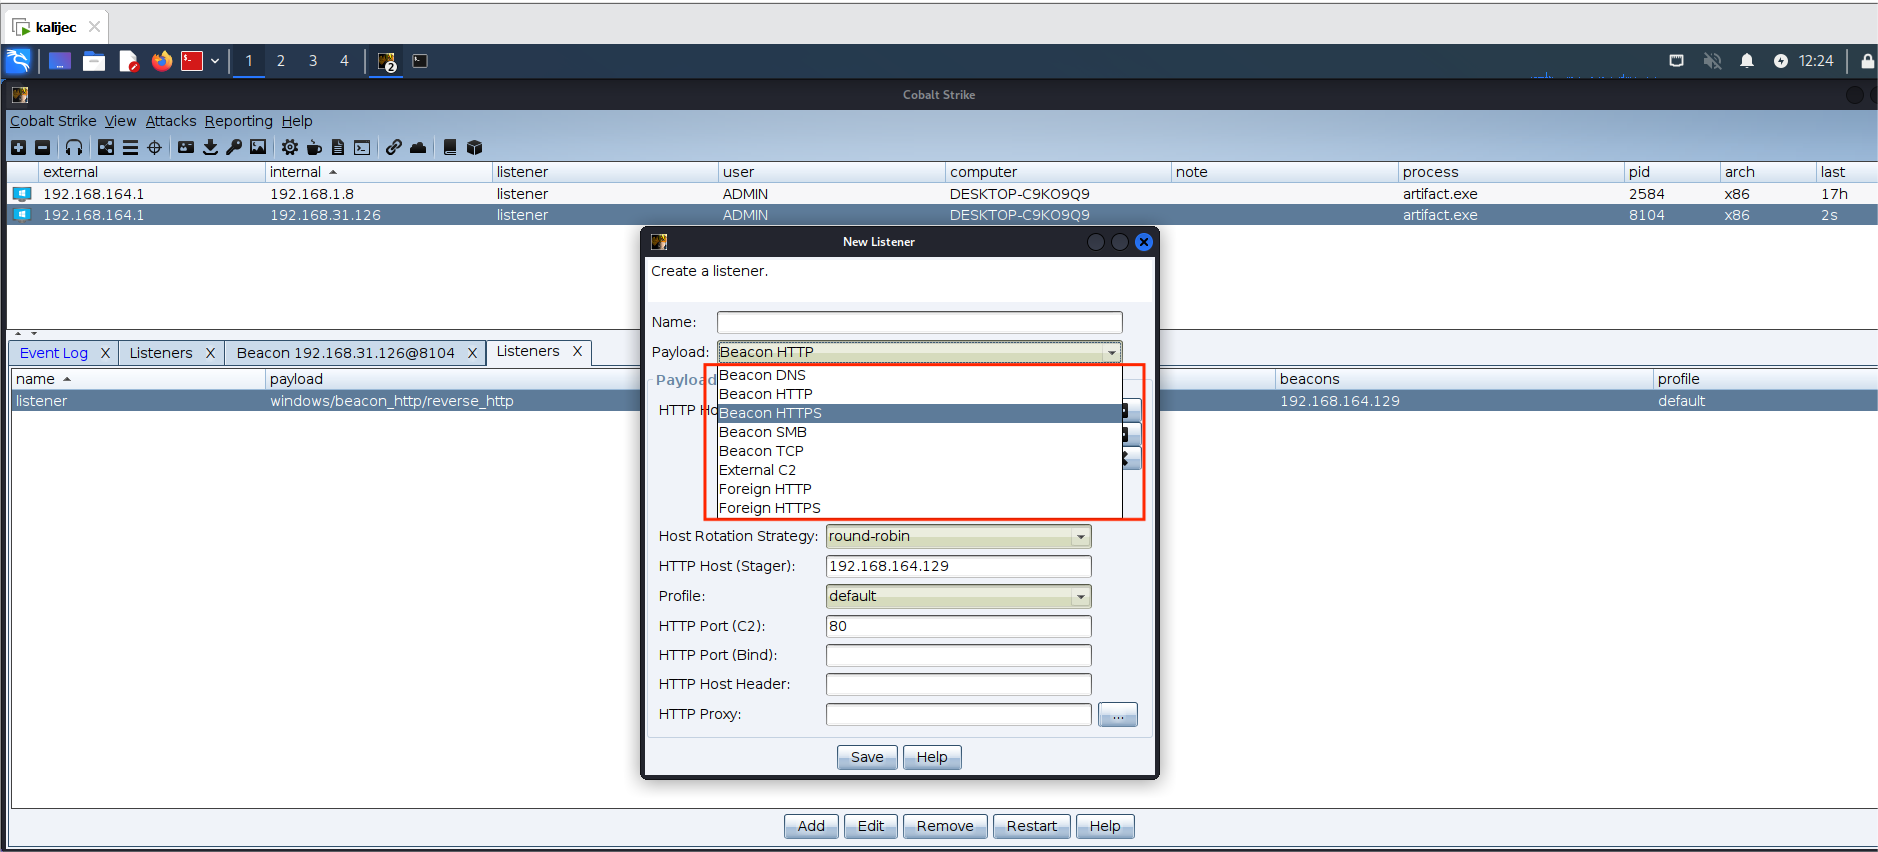 kalijec
1 2 3 4 2 12:24
Cobalt Strike
Cobalt Strike View Attacks Reporting Help
external internal listener user computer note process pid arch last
192.168.164.1 192.168.1.8 listener ADMIN DESKTOP-C9KO9Q9 artifact.exe 2584 x86 17h
192.168.164.1 192.168.31.126 listener ADMIN DESKTOP-C9KO9Q9 artifact.exe 8104 x86 2s
Event Log X Listeners X Beacon 192.168.31.126@8104 X Listeners X
name payload beacons profile
listener windows/beacon_http/reverse_http 192.168.164.129 default
New Listener
Create a listener.
Name:
Payload: Beacon HTTP
Payload
HTTP Ho
Beacon DNS
Beacon HTTP
Beacon HTTPS
Beacon SMB
Beacon TCP
External C2
Foreign HTTP
Foreign HTTPS
Host Rotation Strategy: round-robin
HTTP Host (Stager): 192.168.164.129
Profile: default
HTTP Port (C2): 80
HTTP Port (Bind):
HTTP Host Header:
HTTP Proxy: ...
Save Help
Add Edit Remove Restart Help